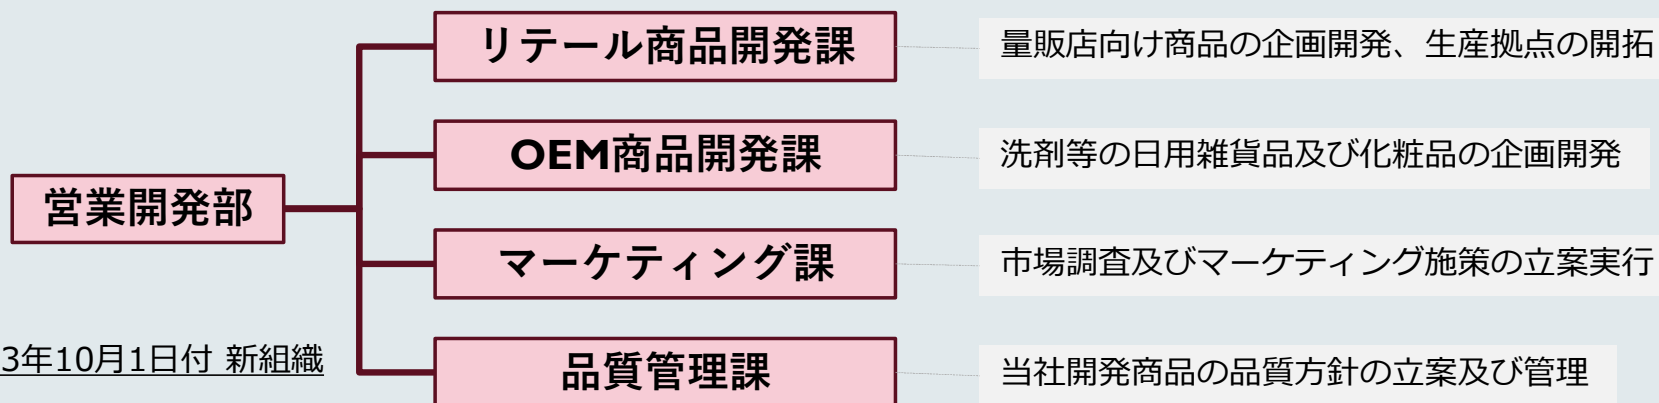 リテール商品開発課
量販店向け商品の企画開発、生産拠点の開拓
OEM商品開発課
洗剤等の日用雑貨品及び化粧品の企画開発
営業開発部
マーケティング課
市場調査及びマーケティング施策の立案実行
3年10月1日付 新組織
品質管理課
当社開発商品の品質方針の立案及び管理